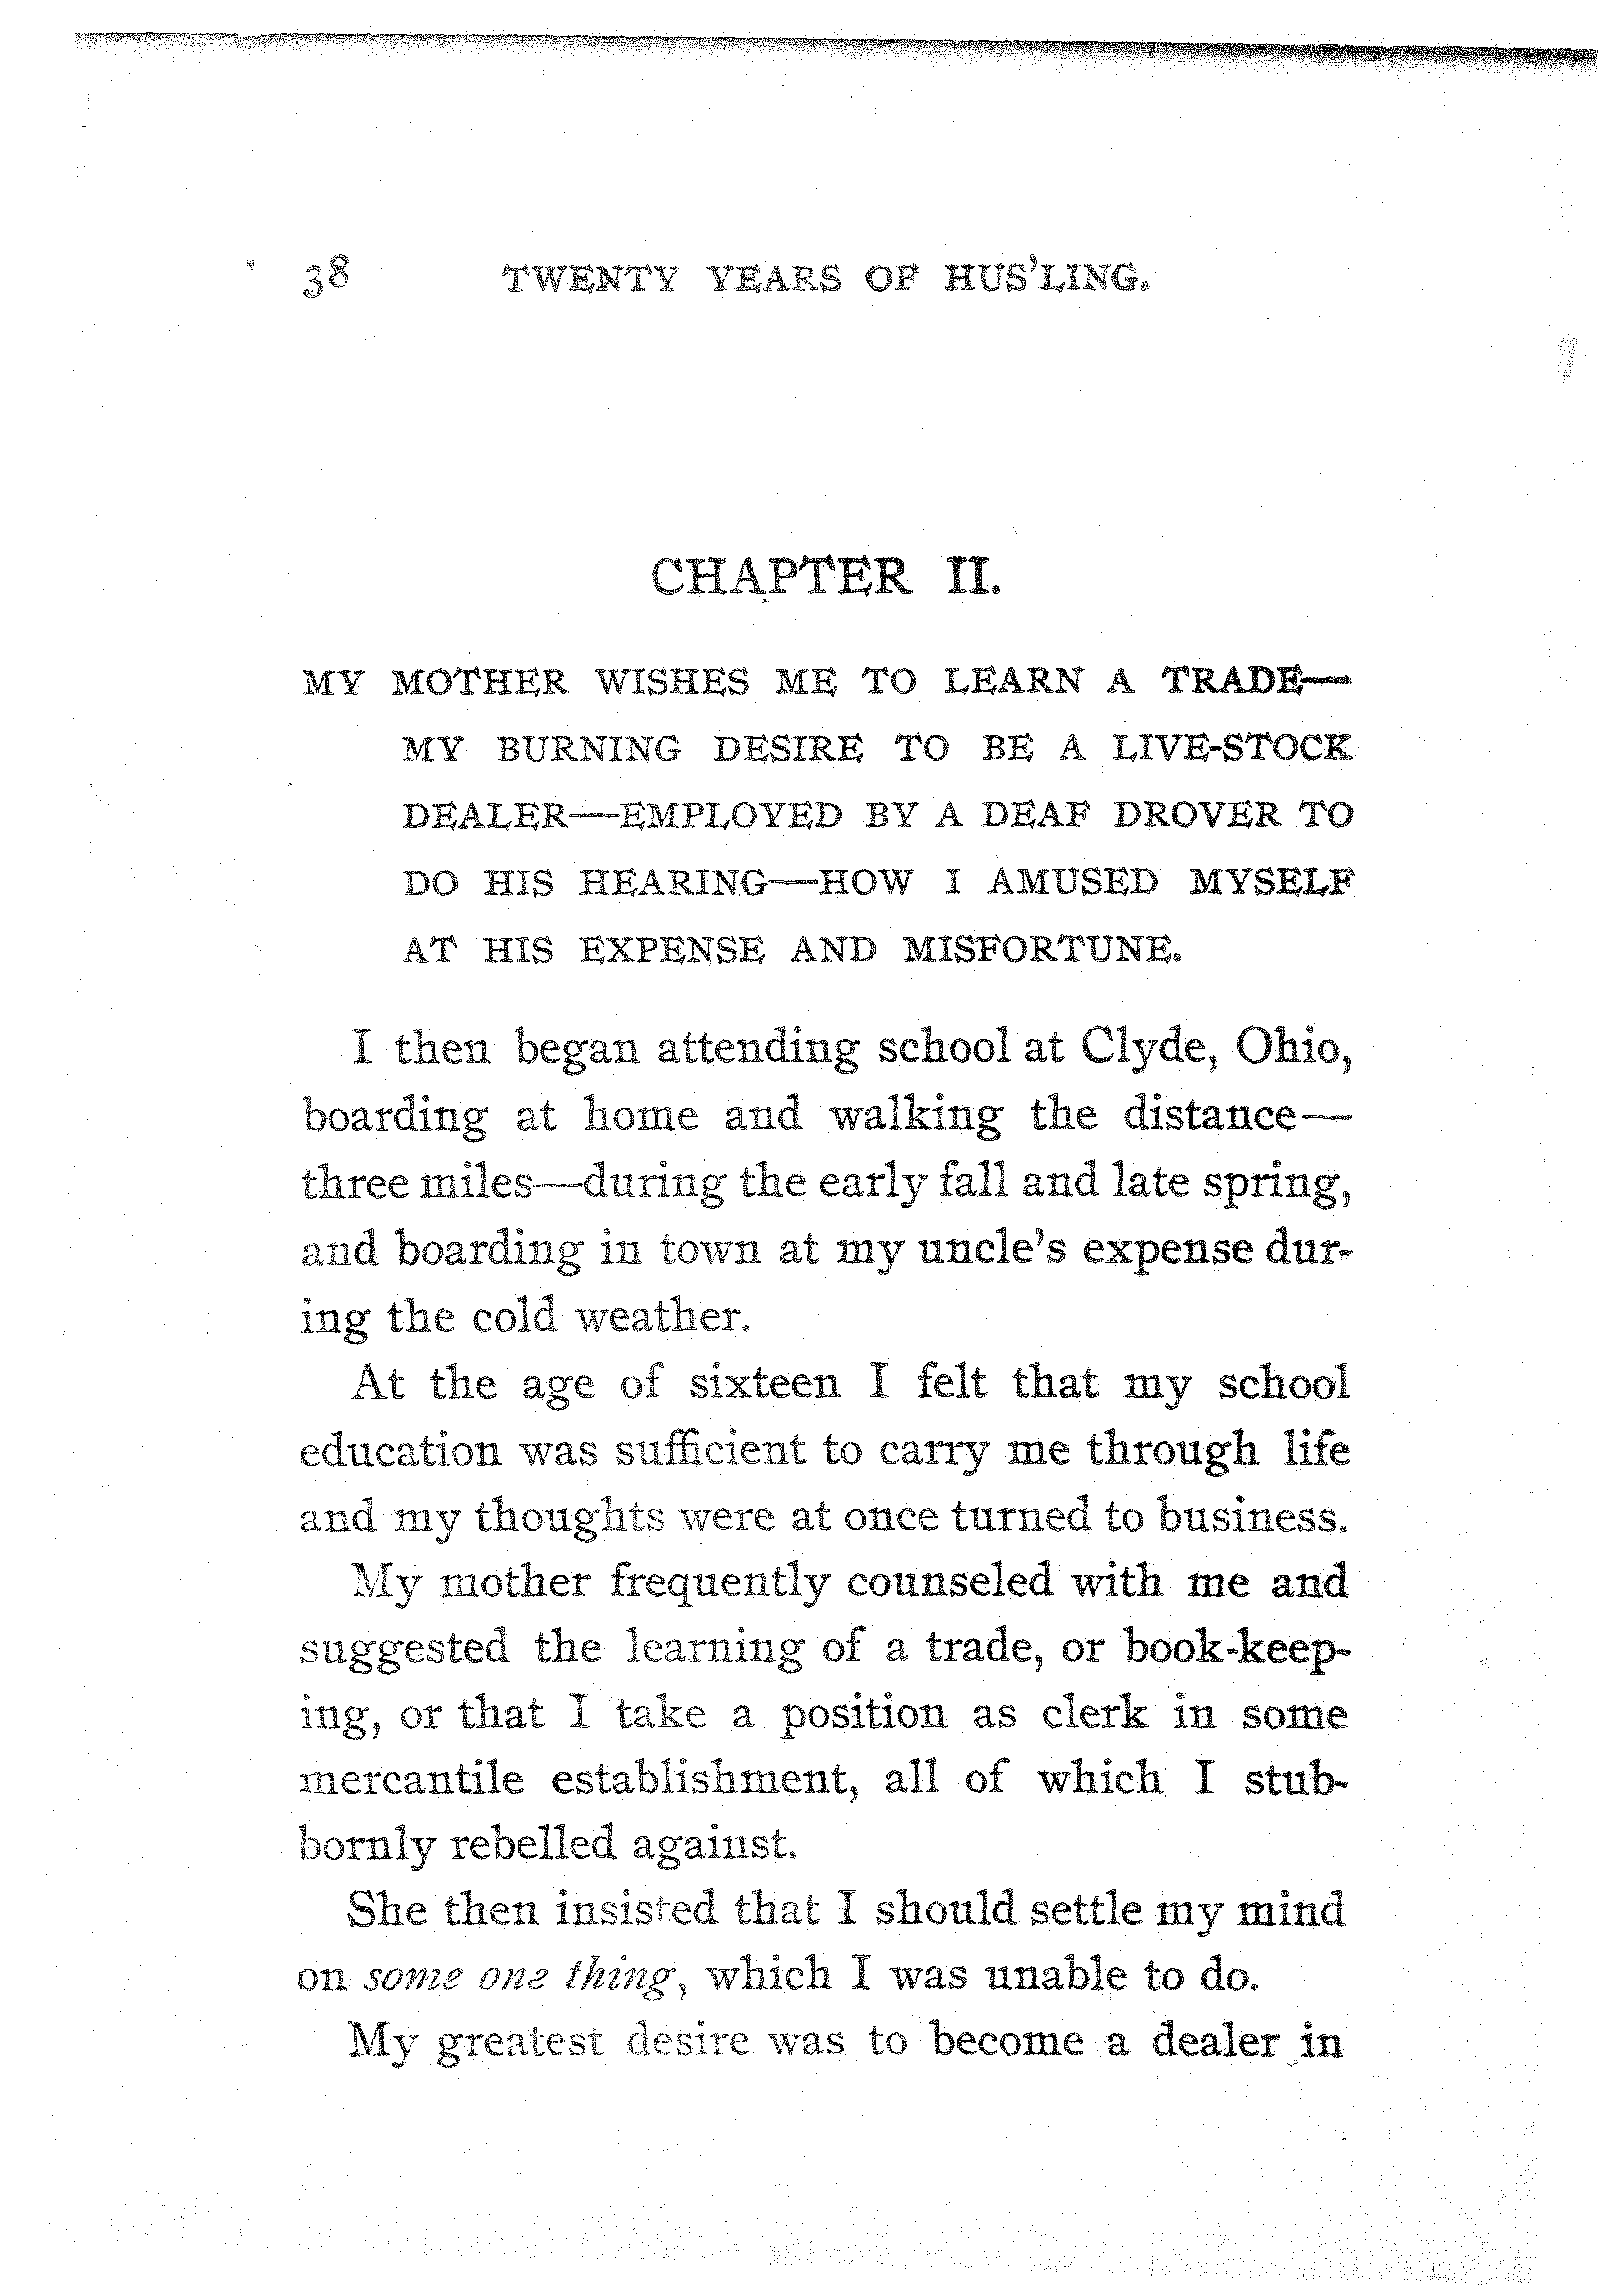 38 TWENTY YEARS OF HUS'LING.
CHAPTER II.
MY MOTHER WISHES ME TO LEARN A TRADE—
MY BURNING DESIRE TO BE A LIVE-STOCK
DEALER—EMPLOYED BY A DEAF DROVER TO
DO HIS HEARING—HOW I AMUSED MYSELF
AT HIS EXPENSE AND MISFORTUNE.
I then began attending school at Clyde, Ohio,
boarding at home and walking the distance—
three miles—during the early fall and late spring,
and boarding in town at my uncle's expense dur-
ing the cold weather.
At the age of sixteen I felt that my school
education was sufficient to carry me through life
and my thoughts were at once turned to business.
My mother frequently counseled with me and
suggested the learning of a trade, or book-keep-
ing, or that I take a position as clerk in some
mercantile establishment, all of which I stub-
bornly rebelled against.
She then insisted that I should settle my mind
on some one thing, which I was unable to do.
My greatest desire was to become a dealer in